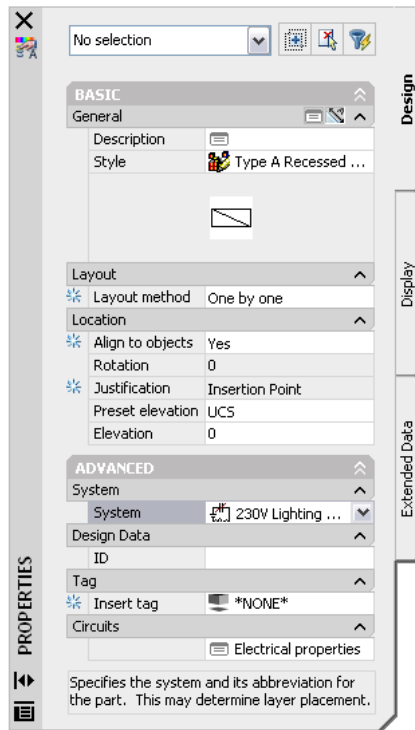 No selection
BASIC
General
Description
Style Type A Recessed ...
Layout
Layout method One by one
Location
Align to objects Yes
Rotation 0
Justification Insertion Point
Preset elevation UCS
Elevation 0
ADVANCED
System
System 230V Lighting ...
Design Data
ID
Tag
Insert tag *NONE*
Circuits
Electrical properties
Specifies the system and its abbreviation for
the part. This may determine layer placement.
PROPERTIES
Design
Display
Extended Data